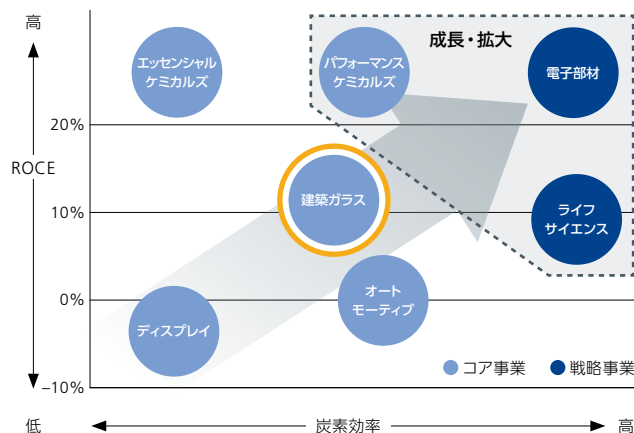 高
エッセンシャル
ケミカルズ
パフォーマンス
ケミカルズ
成長・拡大
電子部材
20%
ROCE
建築ガラス
10%
ライフ
サイエンス
0%
オート
モーティブ
ディスプレイ
コア事業
戦略事業
–10%
低
炭素効率
高